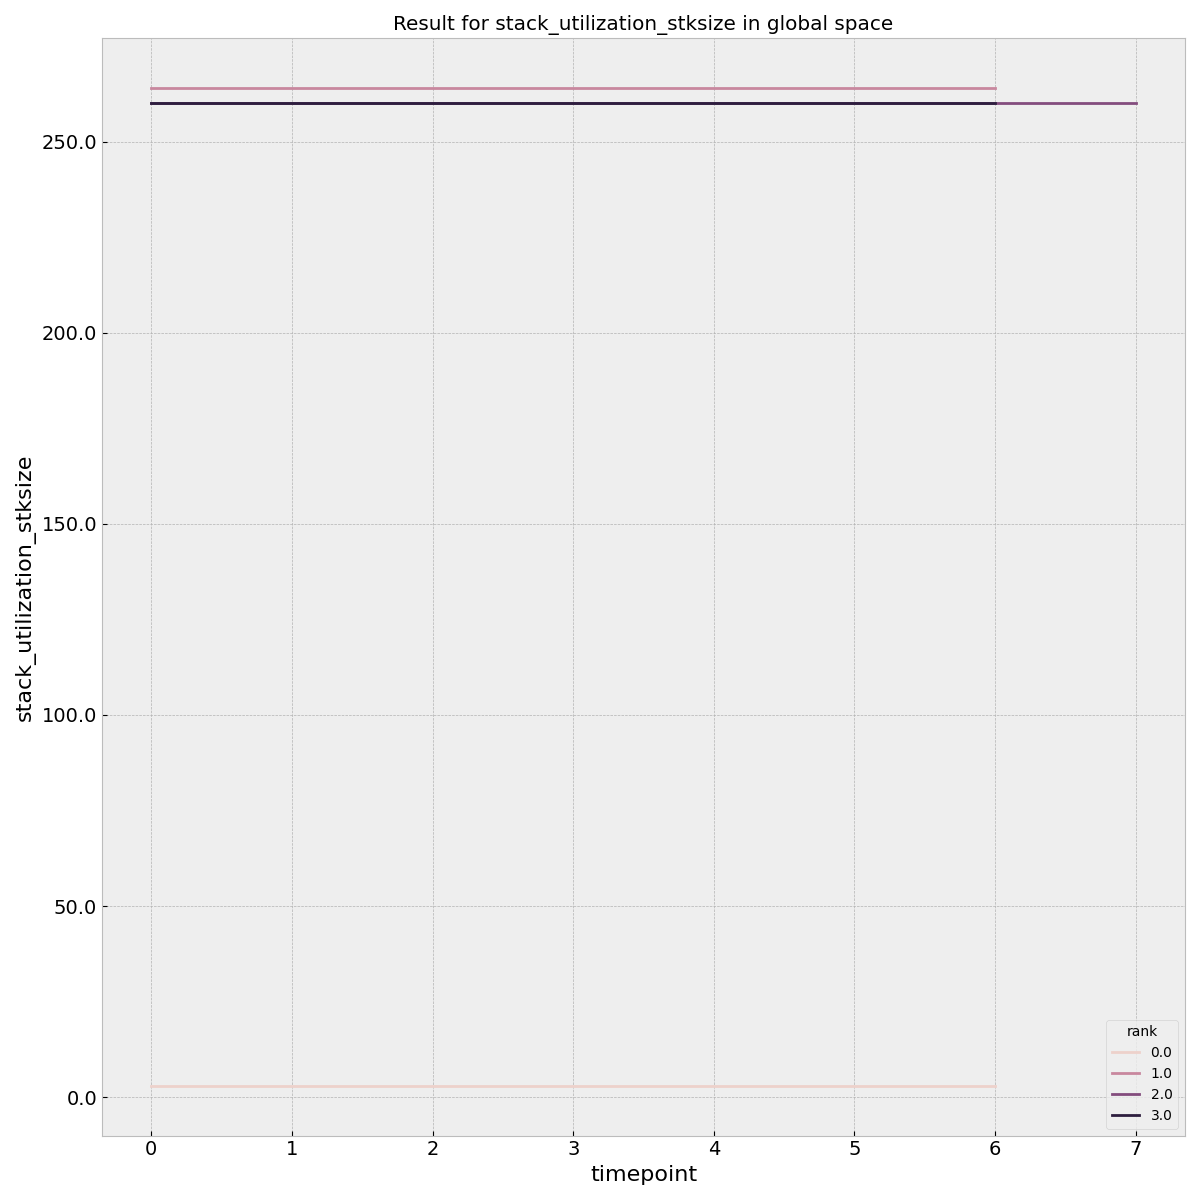 Result for stack_utilization_stksize in global space
stack_utilization_stksize
250.0
200.0
150.0
100.0
50.0
0.0
0 1 2 3 4 5 6 7
timepoint
rank
0.0
1.0
2.0
3.0